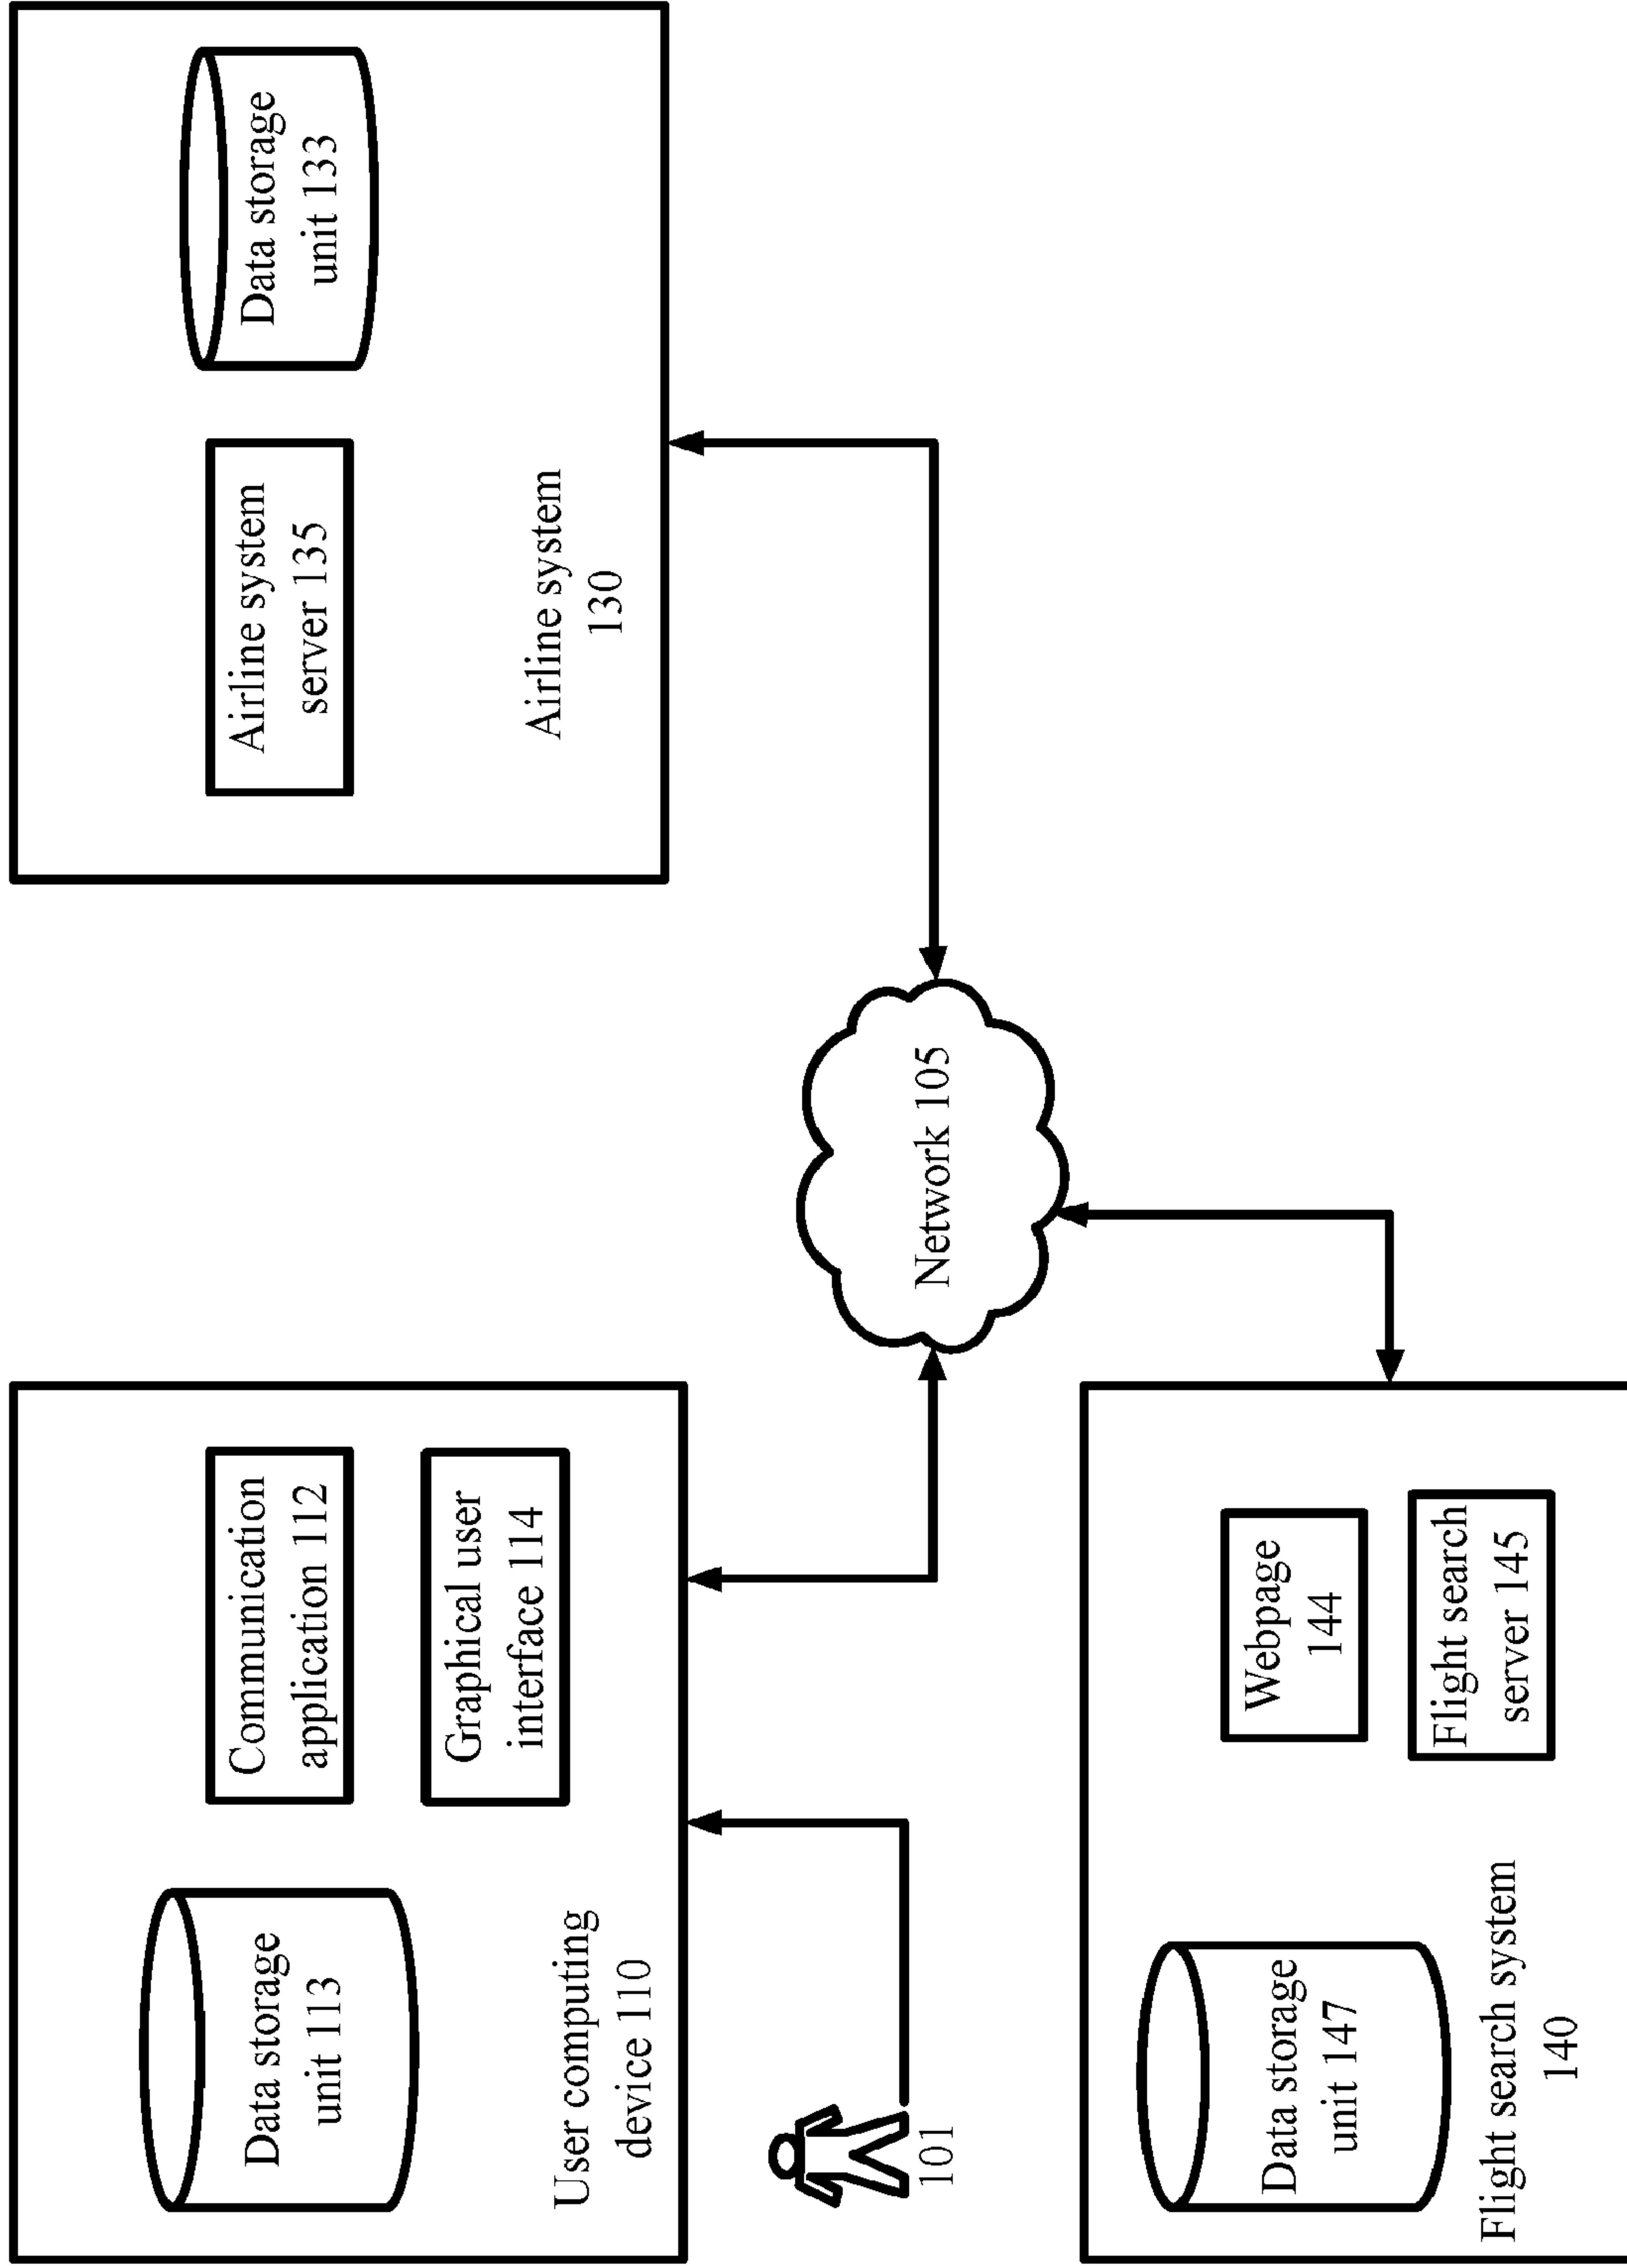 Data storage
unit 113
Communication
application 112
Graphical user
interface 114
User computing
device 110
101
Airline system
server 135
Data storage
unit 133
Airline system
130
Network 105
Data storage
unit 147
Webpage
144
Flight search
server 145
Flight search system
140